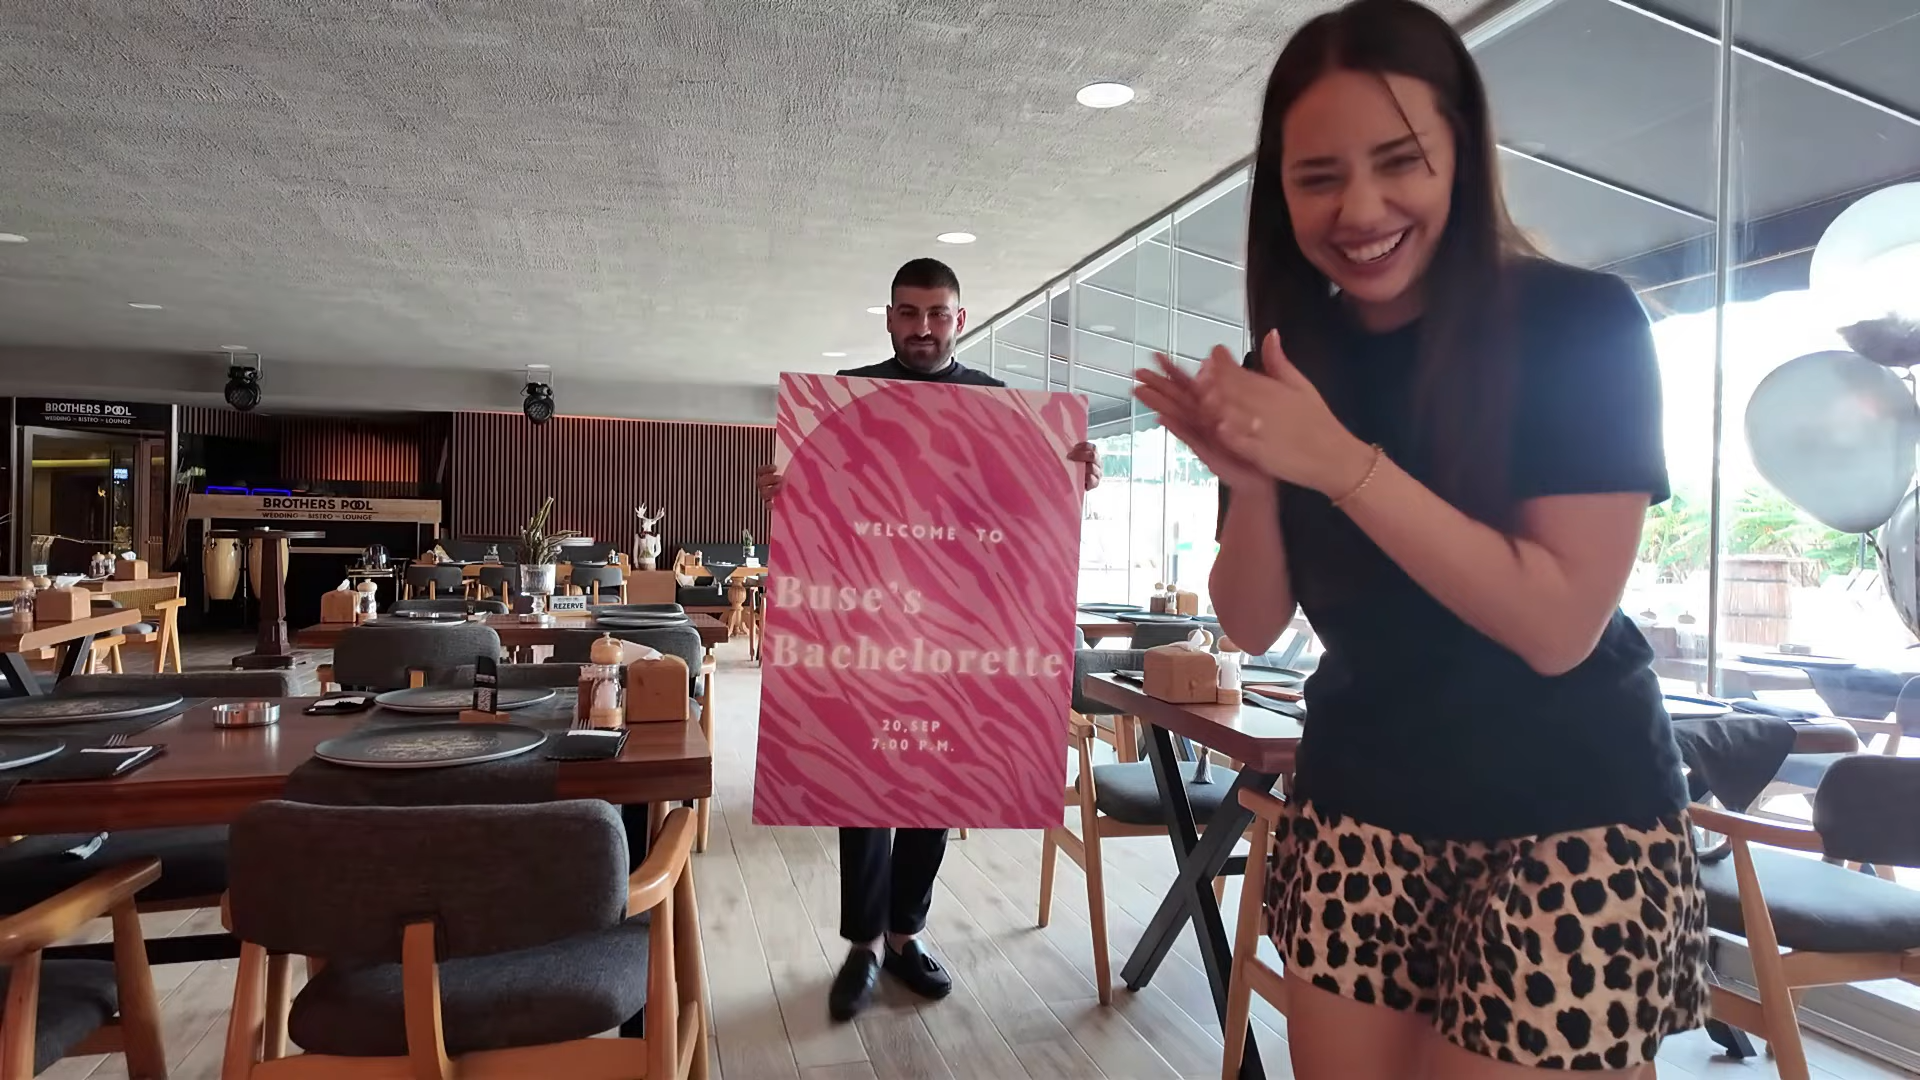 BROTHERS POOL
WEDDING - BISTRO - LOUNGE
BROTHERS POOL
WEDDING - BISTRO - LOUNGE
REZERVE
WELCOME TO
Buse's
Bachelorette
20,SEP
7:00 P.M.